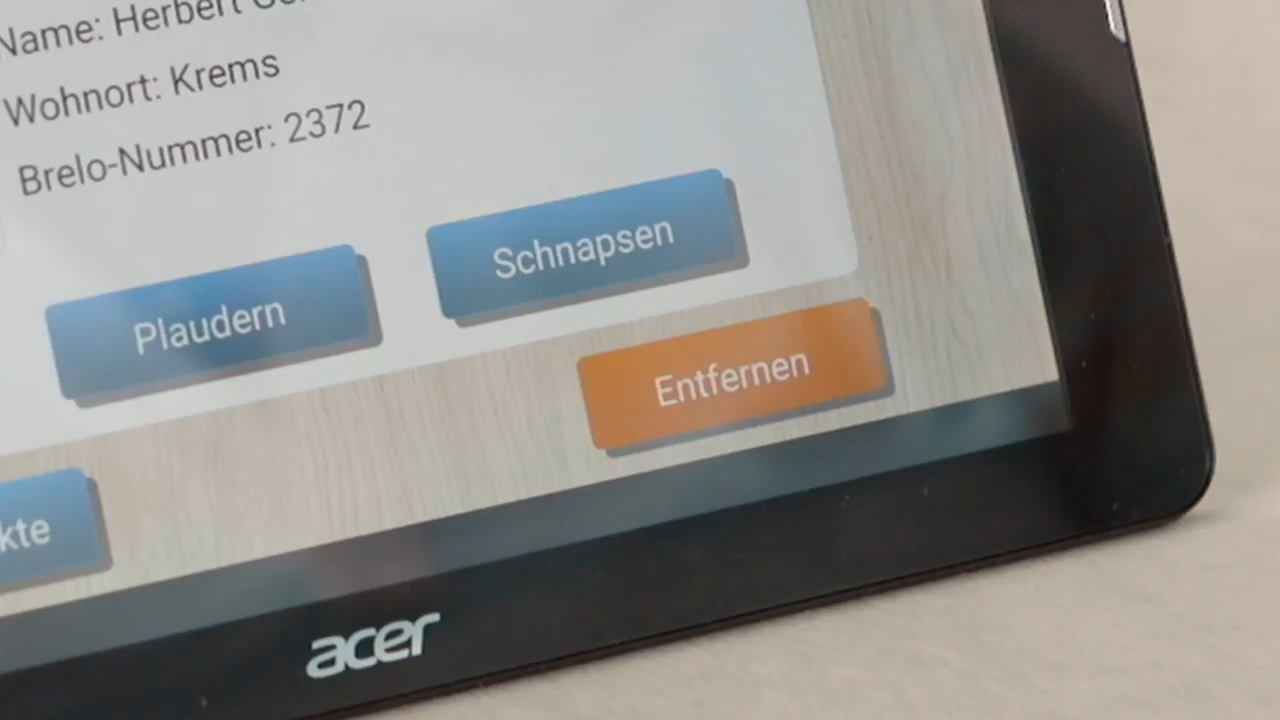 Name: Herbert
Wohnort: Krems
Brelo-Nummer: 2372
Plaudern
Schnapsen
Entfernen
kte
acer